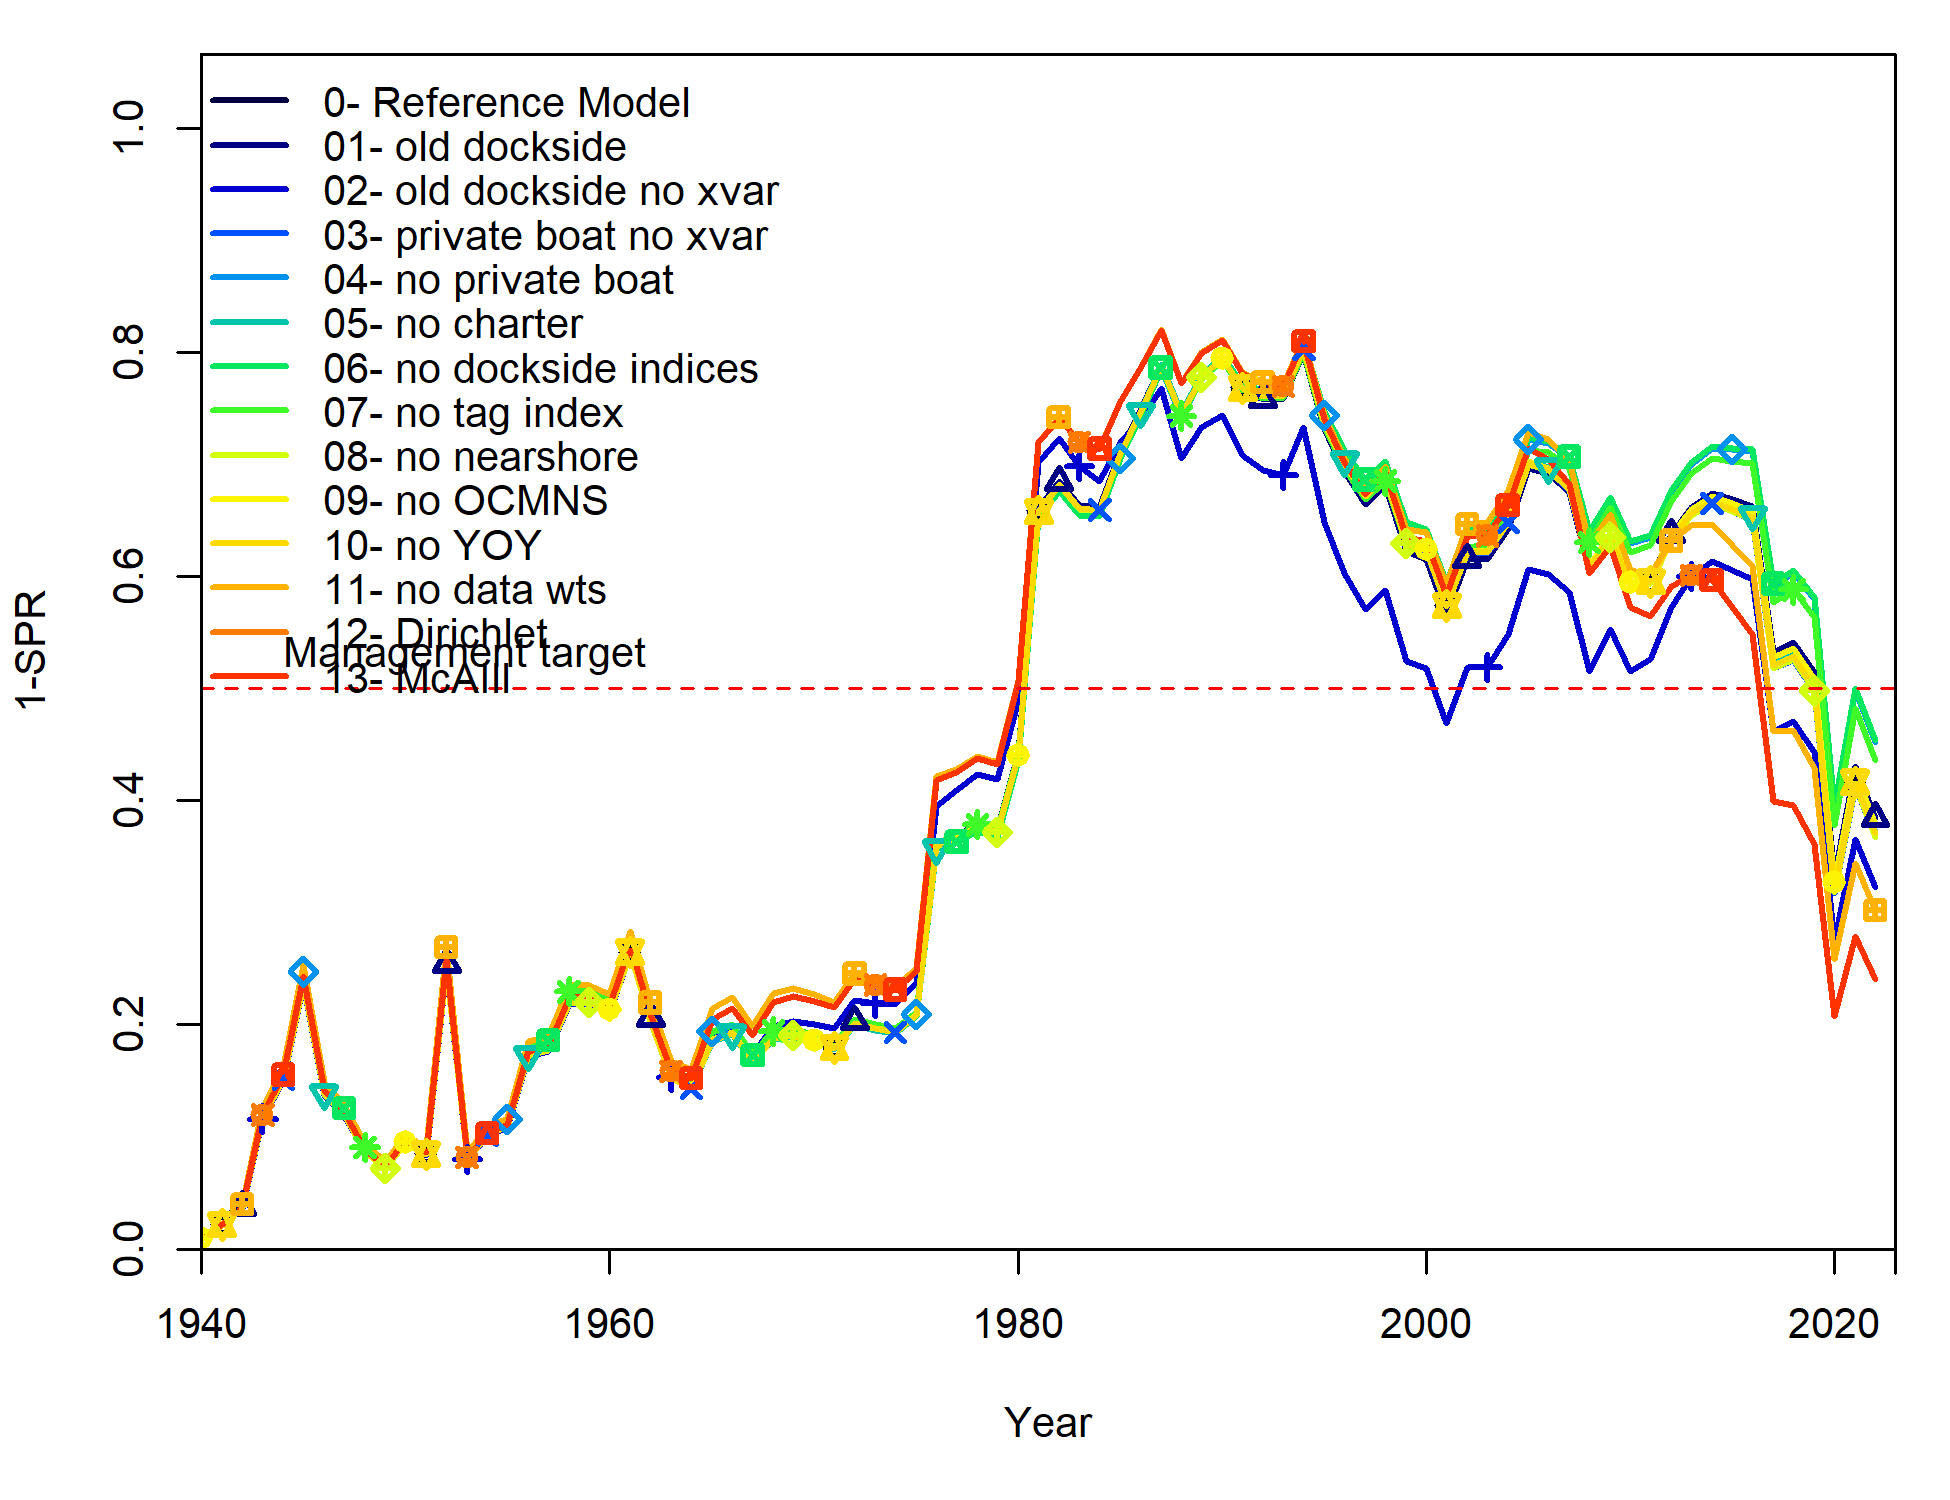 0- Reference Model
01- old dockside
02- old dockside no xvar
03- private boat no xvar
04- no private boat
05- no charter
06- no dockside indices
07- no tag index
08- no nearshore
09- no OCMNS
10- no YOY
11- no data wts
12- Dirichlet
Management target
13- McAlll
1-SPR
1.0
0.8
0.6
0.4
0.2
0.0
1940
1960
1980
2000
2020
Year